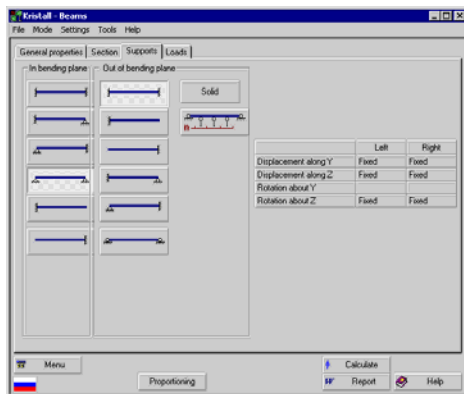 Kristall - Beams
File Mode Settings Tools Help
General properties Section Supports Loads
In bending plane Out of bending plane
Solid
n
Left Right
Displacement along Y Fixed Fixed
Displacement along Z Fixed Fixed
Rotation about Y
Rotation about Z Fixed Fixed
Menu Calculate
Proportioning Report Help